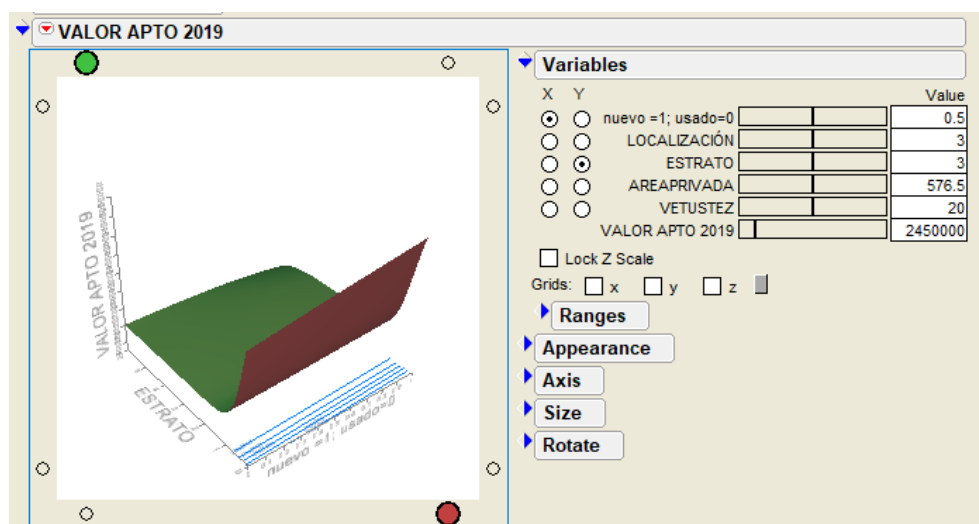 VALOR APTO 2019
Variables
X Y Value
nuevo =1; usado=0 0.5
LOCALIZACIÓN 3
ESTRATO 3
AREAPRIVADA 576.5
VETUSTEZ 20
VALOR APTO 2019 2450000
Lock Z Scale
Grids: x y z
Ranges
Appearance
Axis
Size
Rotate
VALOR APTO 2019
ESTRATO
nuevo =1; usado=0